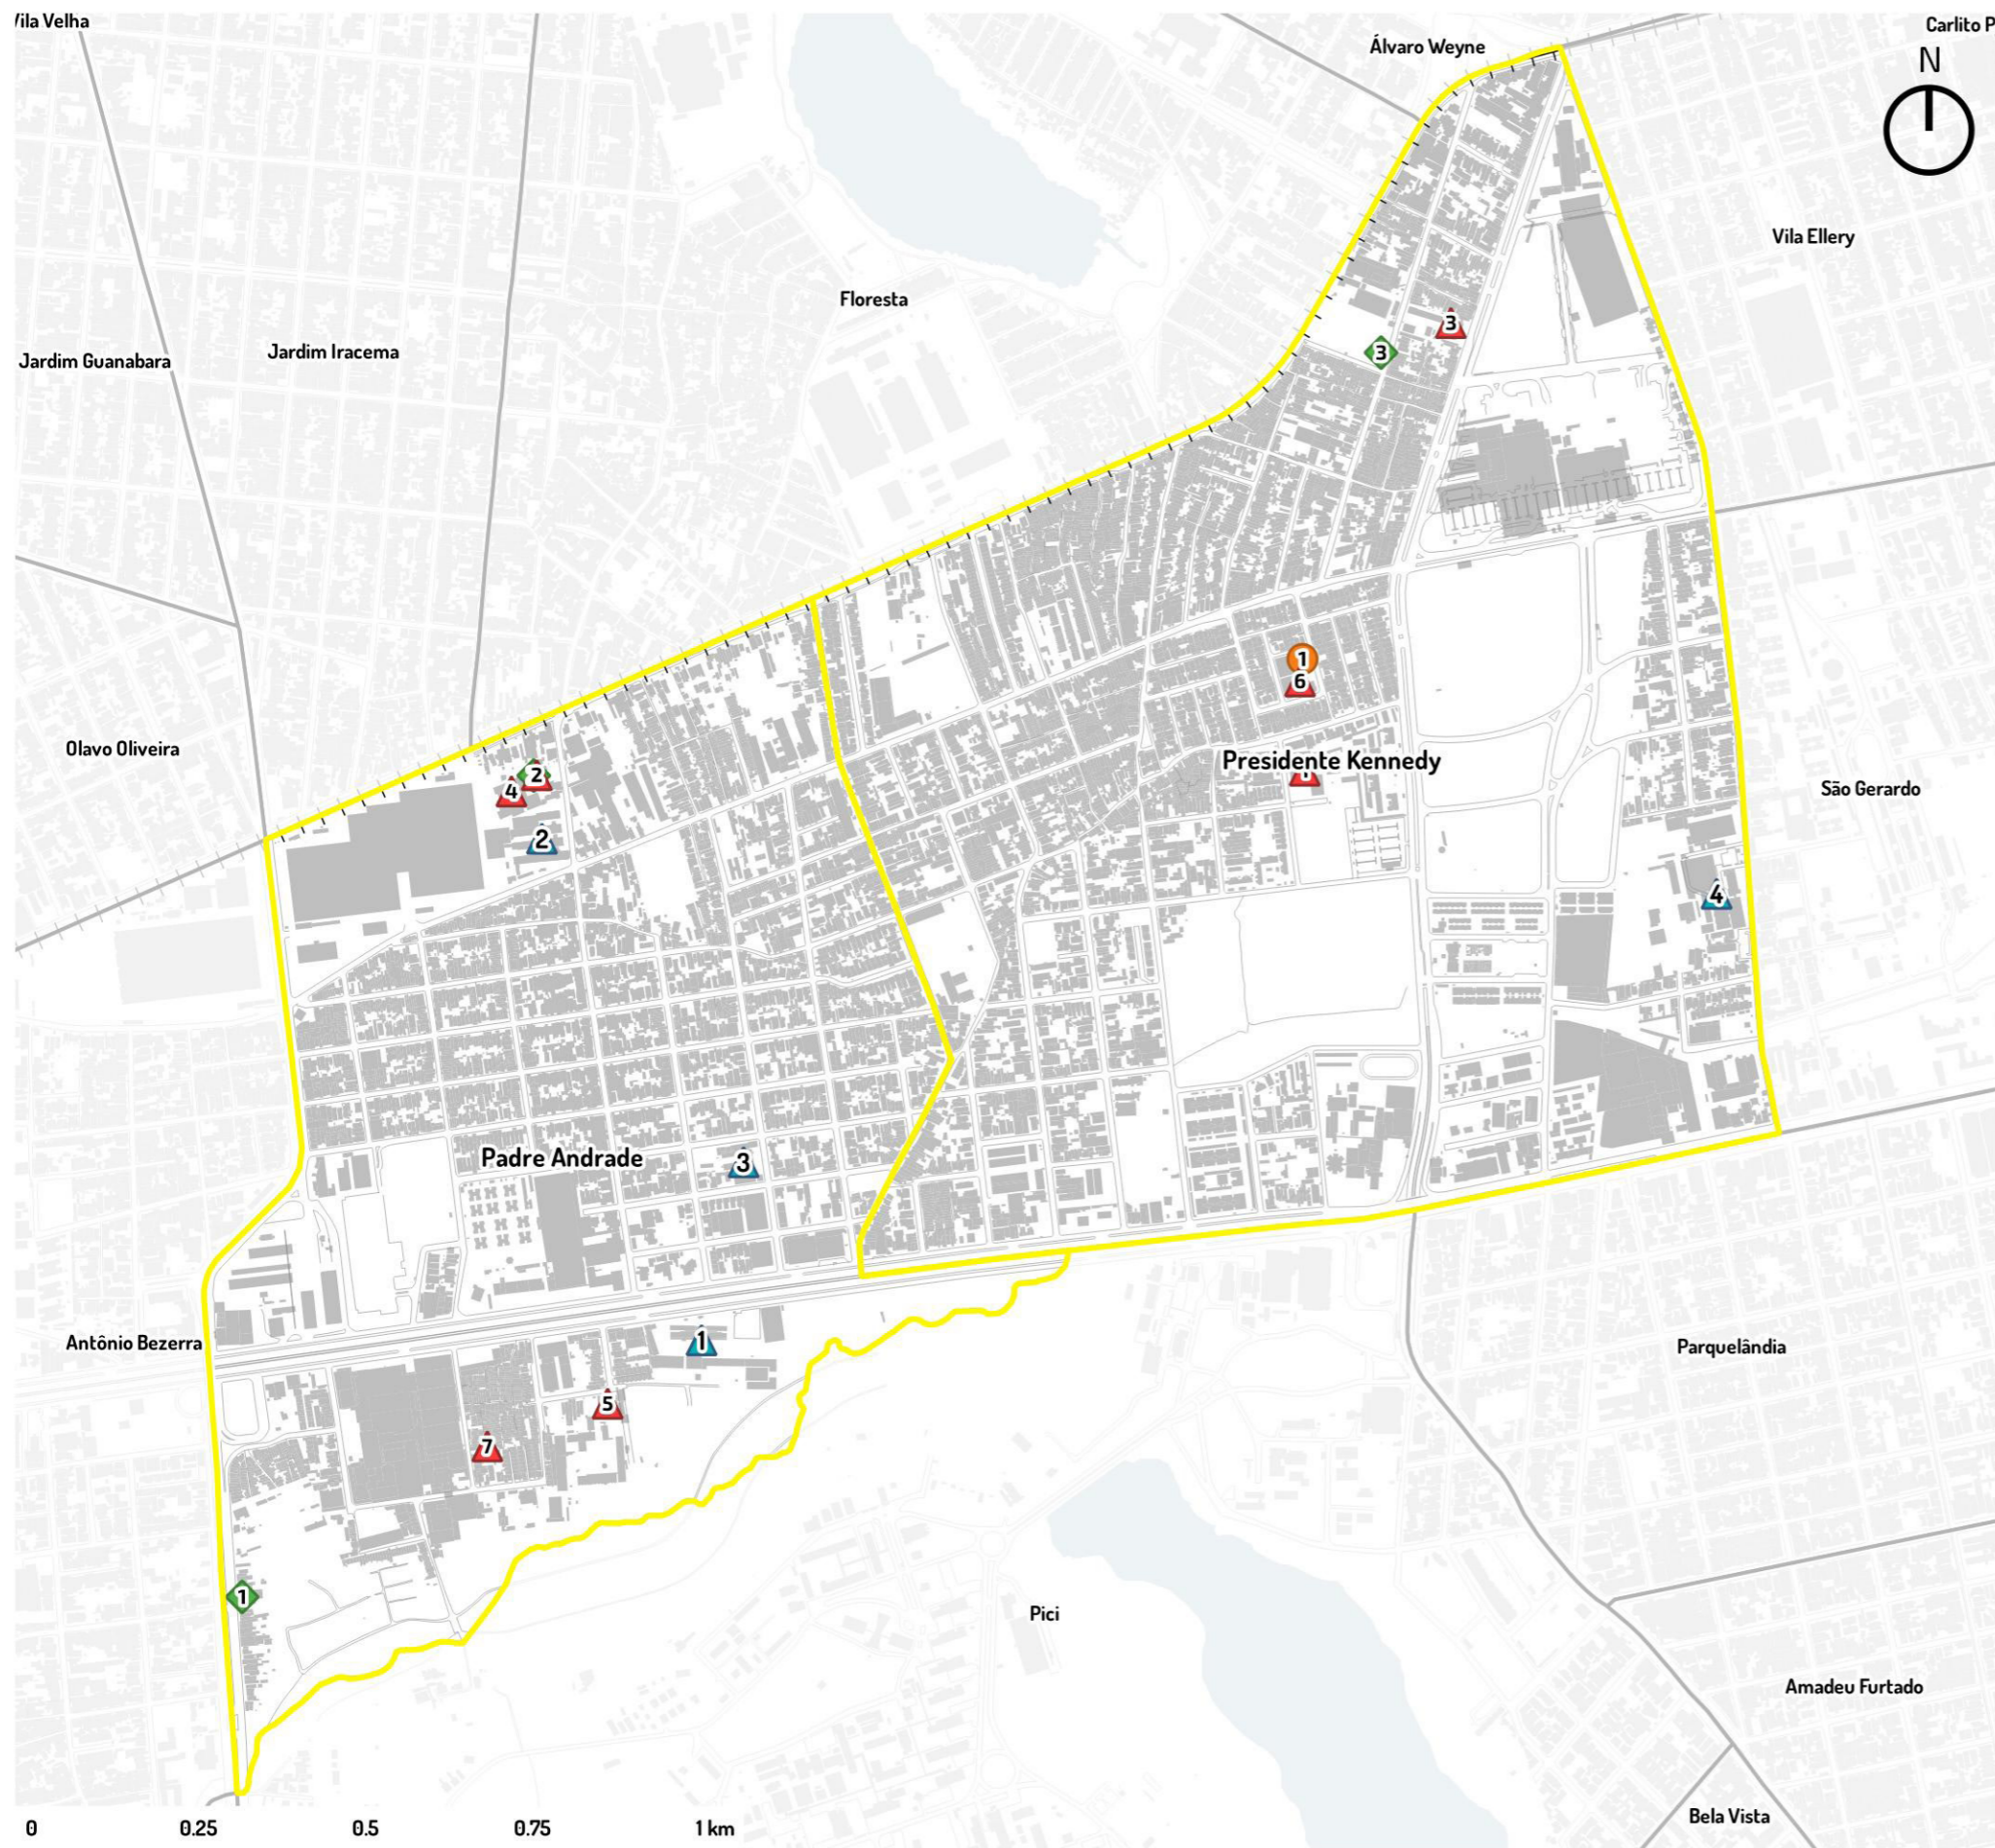 Vila Velha
Carlito P
Álvaro Weyne
N
Vila Ellery
Floresta
Jardim Guanabara
Jardim Iracema
3
3
1
6
Olavo Oliveira
Presidente Kennedy
2
4
São Gerardo
2
4
Padre Andrade
3
Antônio Bezerra
1
Parquelândia
5
7
1
Pici
Amadeu Furtado
Bela Vista
0 0.25 0.5 0.75 1 km